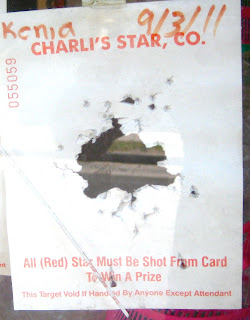 Kenia 9/3/11
CHARLI'S STAR, CO.
055059
All (Red) Star Must Be Shot From Card
To Win A Prize
This Target Void If Handled By Anyone Except Attendant